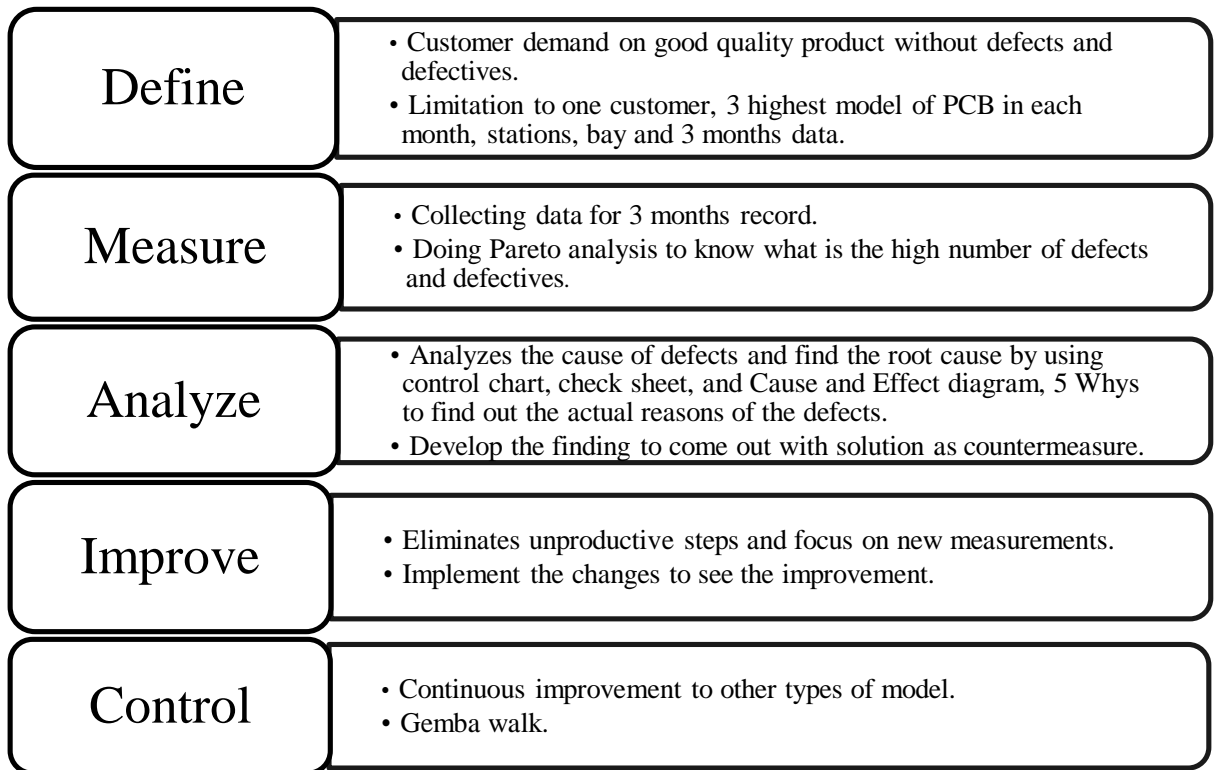 Define
• Customer demand on good quality product without defects and
defectives.
• Limitation to one customer, 3 highest model of PCB in each
month, stations, bay and 3 months data.
Measure
• Collecting data for 3 months record.
• Doing Pareto analysis to know what is the high number of defects
and defectives.
Analyze
• Analyzes the cause of defects and find the root cause by using
control chart, check sheet, and Cause and Effect diagram, 5 Whys
to find out the actual reasons of the defects.
• Develop the finding to come out with solution as countermeasure.
Improve
• Eliminates unproductive steps and focus on new measurements.
• Implement the changes to see the improvement.
Control
• Continuous improvement to other types of model.
• Gemba walk.